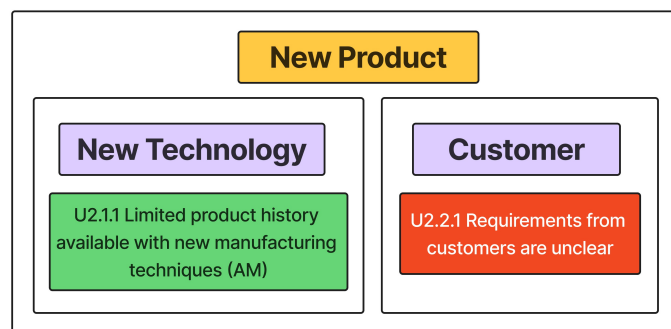 New Product
New Technology
U2.1.1 Limited product history
available with new manufacturing
techniques (AM)
Customer
U2.2.1 Requirements from
customers are unclear